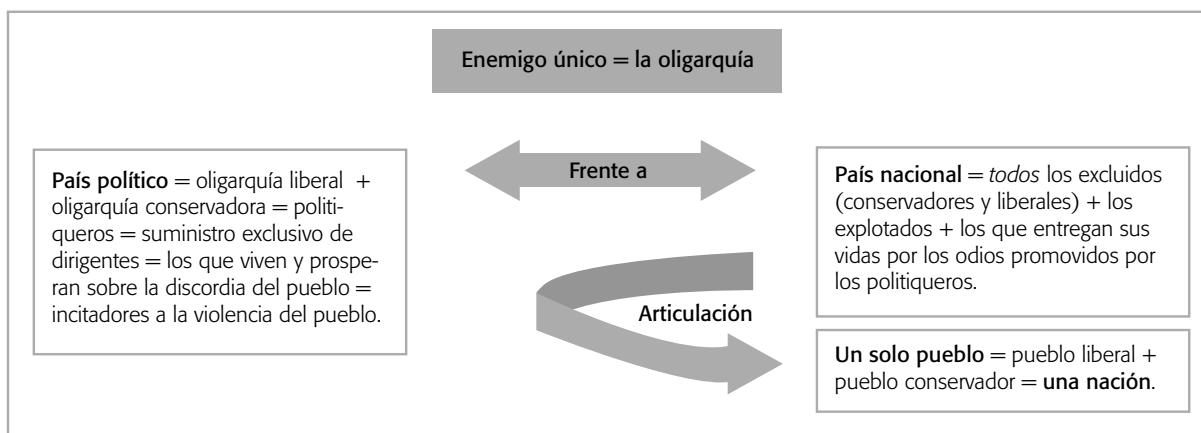 Enemigo único = la oligarquía
País político = oligarquía liberal +
oligarquía conservadora = politi-
queros = suministro exclusivo de
dirigentes = los que viven y prospe-
ran sobre la discordia del pueblo =
incitadores a la violencia del pueblo.
Frente a
País nacional = todos los excluidos
(conservadores y liberales) + los
explotados + los que entregan sus
vidas por los odios promovidos por
los politiqueros.
Articulación
Un solo pueblo = pueblo liberal +
pueblo conservador = una nación.